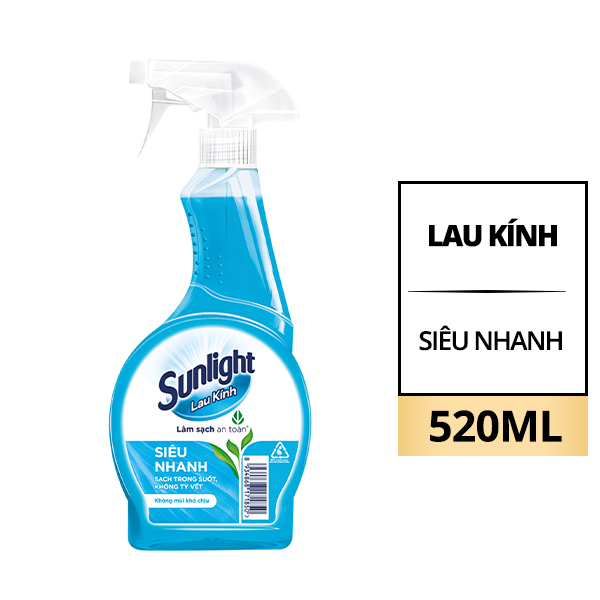 Sunlight
Lau Kính
Làm sạch an toàn*
SIÊU
NHANH
SẠCH TRONG SUỐT,
KHÔNG TỲ VẾT
Không mùi khó chịu
LAU KÍNH
SIÊU NHANH
520ML